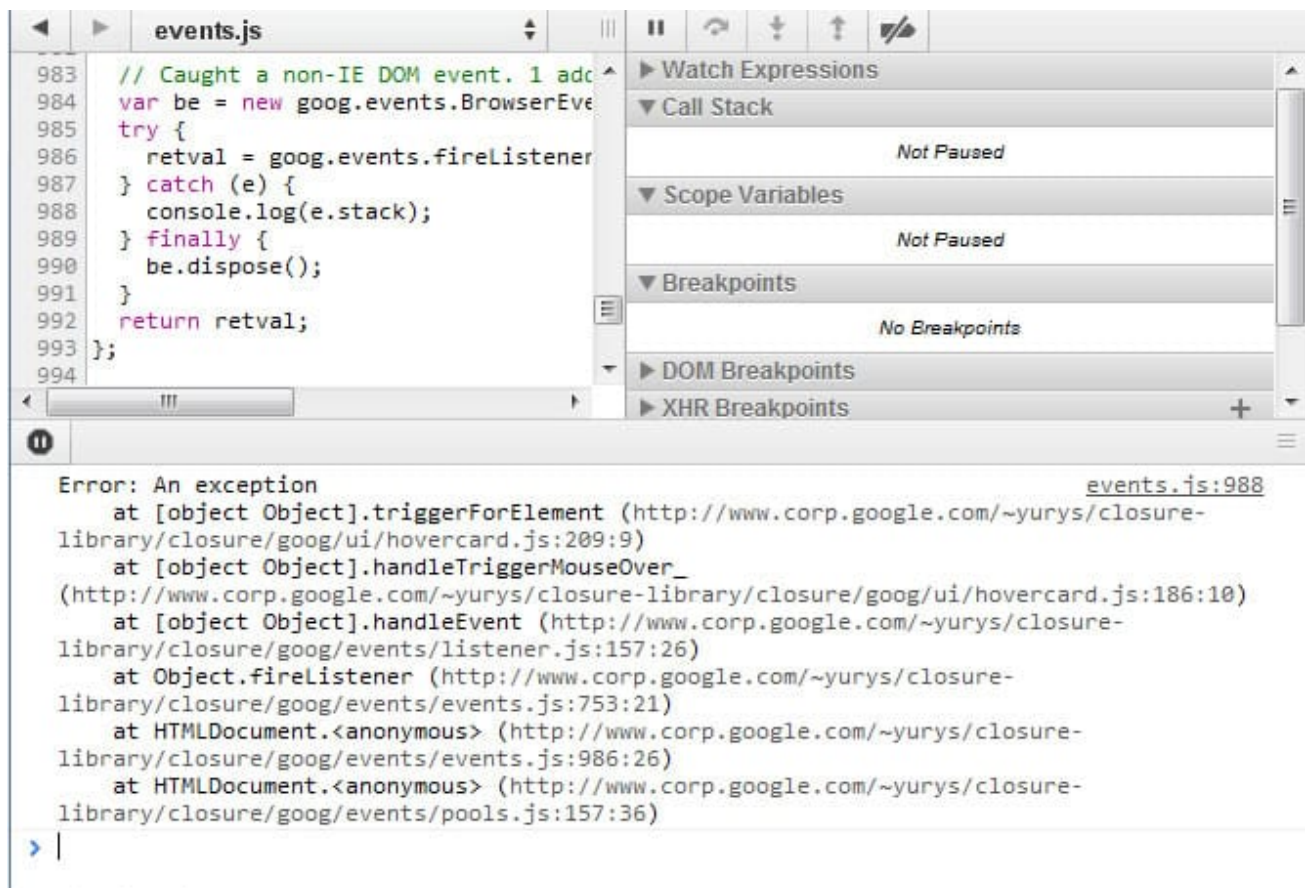 events.js
983 // Caught a non-IE DOM event. 1 add
984 var be = new goog.events.BrowserEve
985 try {
986 retval = goog.events.fireListener
987 } catch (e) {
988 console.log(e.stack);
989 } finally {
990 be.dispose();
991 }
992 return retval;
993 };
994
Watch Expressions
Call Stack
Not Paused
Scope Variables
Not Paused
Breakpoints
No Breakpoints
DOM Breakpoints
XHR Breakpoints +
Error: An exception events.js:988
at [object Object].triggerForElement (http://www.corp.google.com/~yurys/closure-
library/closure/goog/ui/hovercard.js:209:9)
at [object Object].handleTriggerMouseOver_
(http://www.corp.google.com/~yurys/closure-library/closure/goog/ui/hovercard.js:186:10)
at [object Object].handleEvent (http://www.corp.google.com/~yurys/closure-
library/closure/goog/events/listener.js:157:26)
at Object.fireListener (http://www.corp.google.com/~yurys/closure-
library/closure/goog/events/events.js:753:21)
at HTMLDocument.<anonymous> (http://www.corp.google.com/~yurys/closure-
library/closure/goog/events/events.js:986:26)
at HTMLDocument.<anonymous> (http://www.corp.google.com/~yurys/closure-
library/closure/goog/events/pools.js:157:36)
>